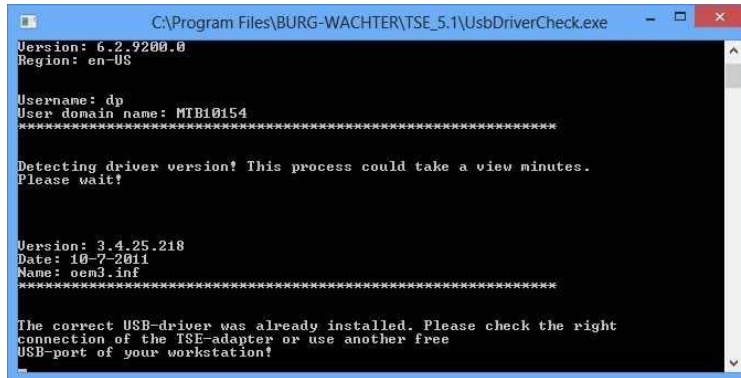 C:\Program Files\BURG-WACHTER\TSE_5.1\UsbDriverCheck.exe
Version: 6.2.9200.0
Region: en-US
Username: dp
User domain name: MTB10154
**************************************************************
Detecting driver version! This process could take a view minutes.
Please wait!
Version: 3.4.25.218
Date: 10-7-2011
Name: oem3.inf
**************************************************************
The correct USB-driver was already installed. Please check the right
connection of the TSE-adapter or use another free
USB-port of your workstation!